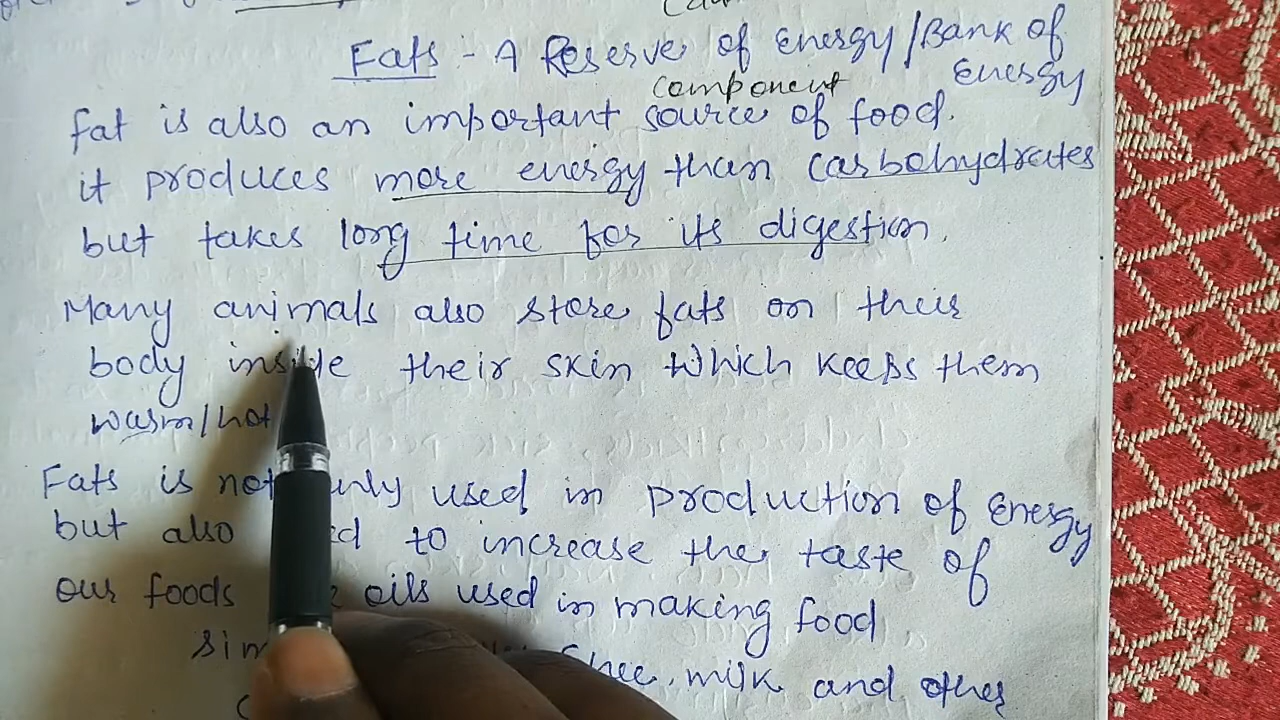 Fats :- A Reserve of Energy/Bank of Energy
component
fat is also an important source of food.
it produces more energy than carbohydrates
but takes long time for its digestion.
Many animals also store fats on their
body inside their skin which keeps them
warm/hot
Fats is not only used in production of Energy
but also to increase the taste of
our foods oils used in making food
Ghee, milk and other